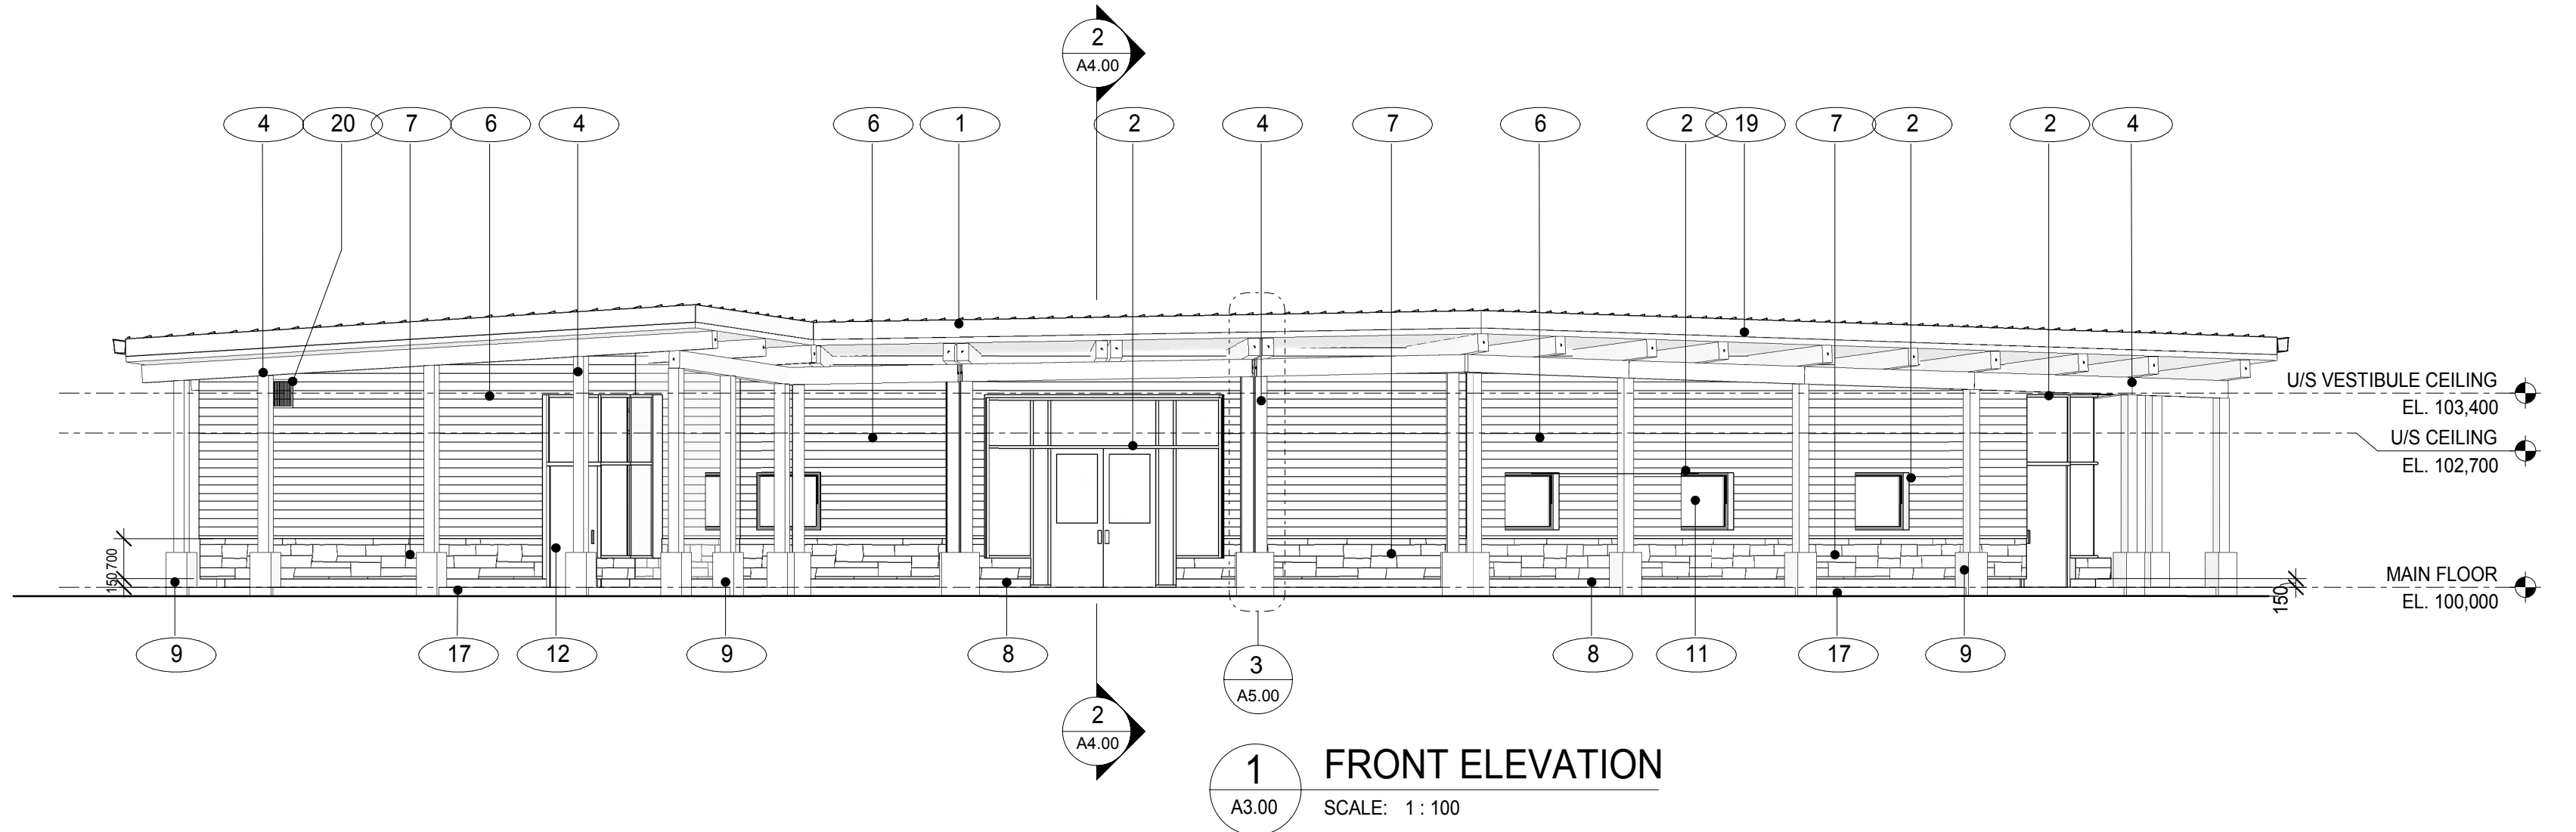 2
A4.00
4 20 7 6 4 6 1 2 4 7 6 2 19 7 2 2 4
U/S VESTIBULE CEILING
EL. 103,400
U/S CEILING
EL. 102,700
700
150
MAIN FLOOR
EL. 100,000
150
9 17 12 9 8 8 11 17 9
3
A5.00
2
A4.00
1
A3.00
FRONT ELEVATION
SCALE: 1 : 100